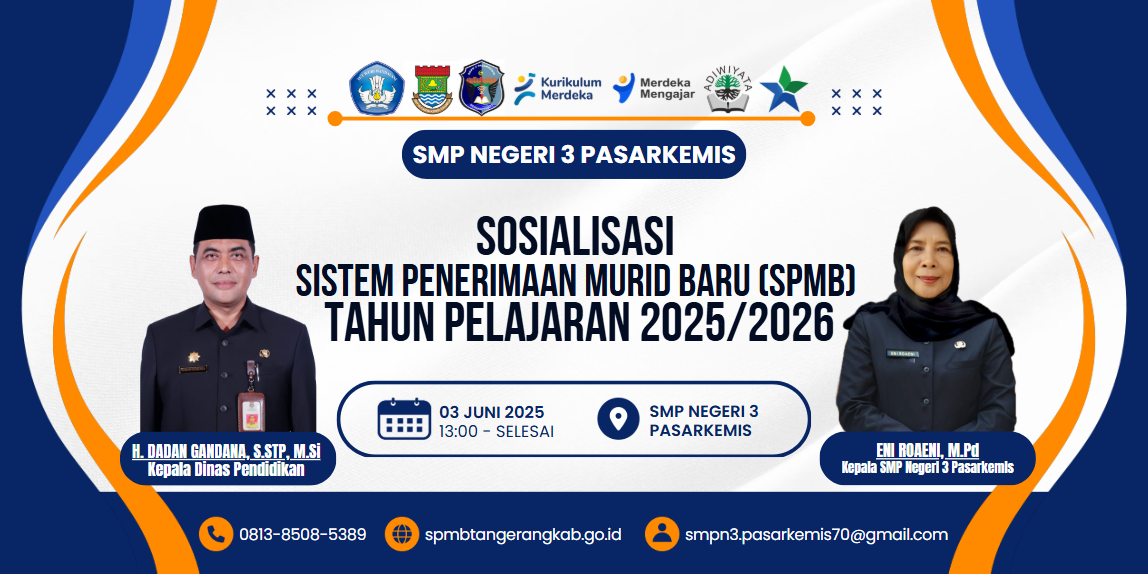 Kurikulum
Merdeka
Merdeka
Mengajar
ADIWIYATA
SMP NEGERI 3 PASARKEMIS
SOSIALISASI
SISTEM PENERIMAAN MURID BARU (SPMB)
TAHUN PELAJARAN 2025/2026
03 JUNI 2025
13:00 - SELESAI
SMP NEGERI 3
PASARKEMIS
H. DADAN GANDANA, S.STP, M.Si
Kepala Dinas Pendidikan
ENI ROAENI, M.Pd
Kepala SMP Negeri 3 Pasarkemis
0813-8508-5389
spmbtangerangkab.go.id
smpn3.pasarkemis70@gmail.com